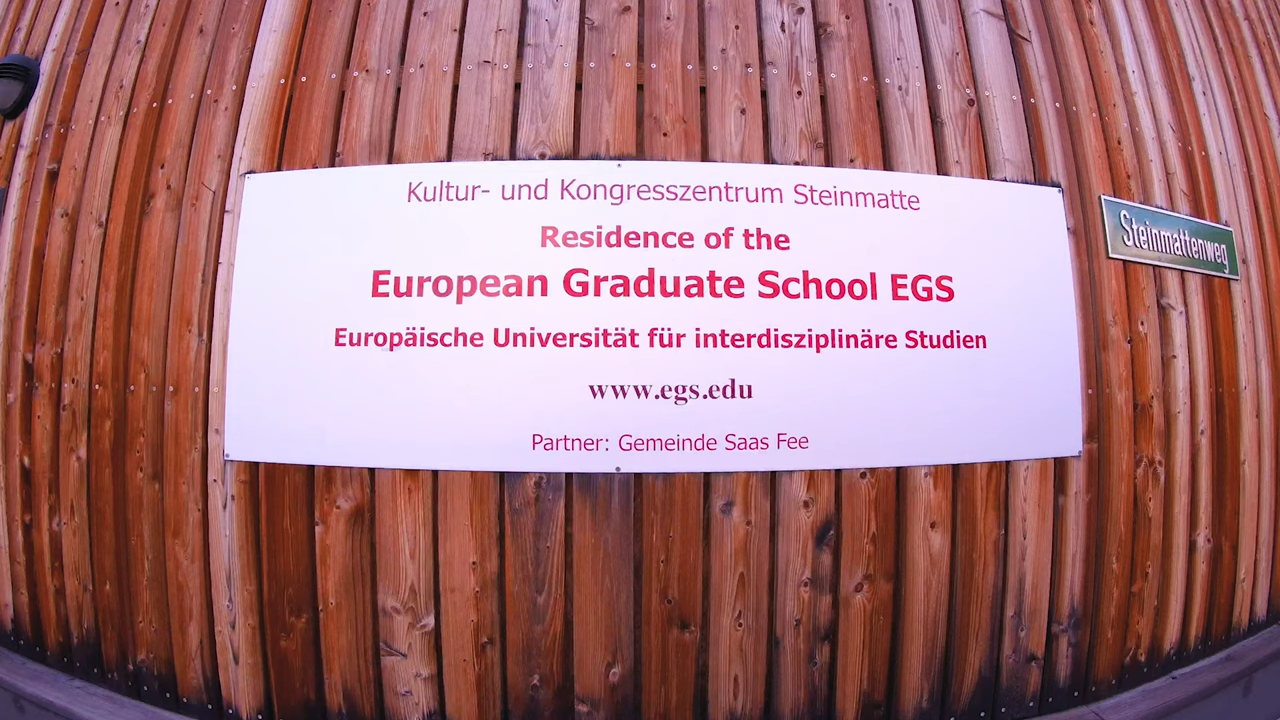 Kultur- und Kongresszentrum Steinmatte
Residence of the
European Graduate School EGS
Europäische Universität für interdisziplinäre Studien
www.egs.edu
Partner: Gemeinde Saas Fee
Steinmattenweg